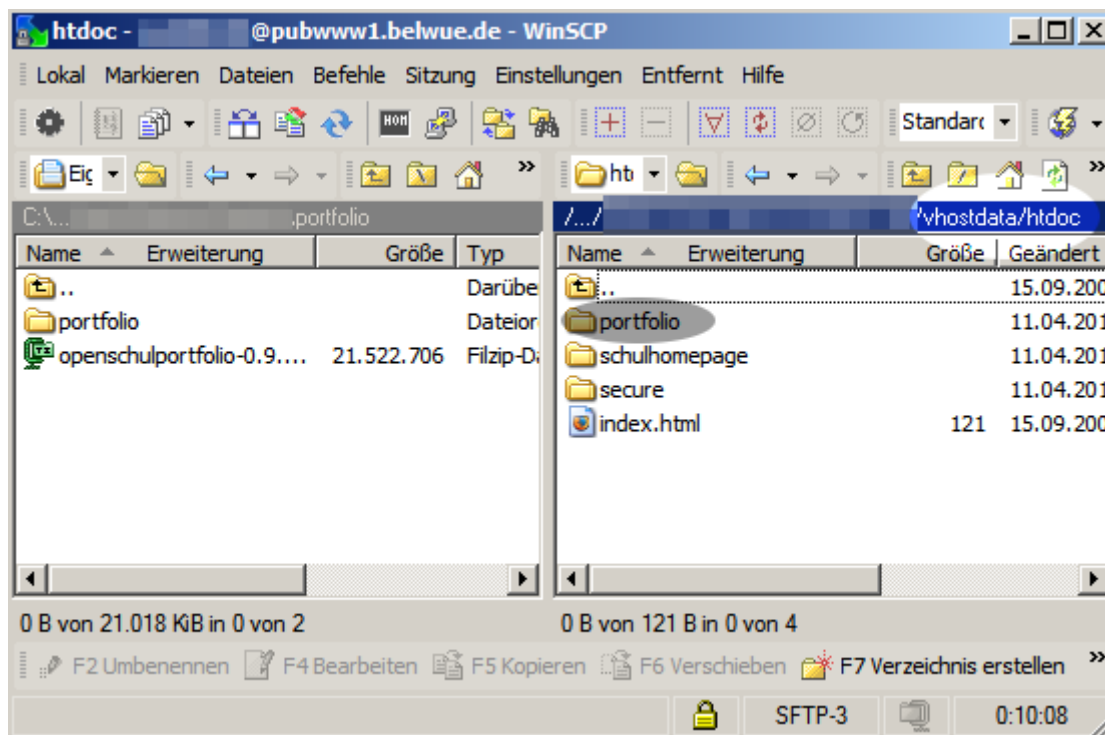 htdoc - @pubwww1.belwue.de - WinSCP
Lokal Markieren Dateien Befehle Sitzung Einstellungen Entfernt Hilfe
Standard
Eig htt
C:\... .portfolio /.../ /vhostdata/htdoc
Name Erweiterung Größe Typ Name Erweiterung Größe Geändert
.. Darübe .. 15.09.200
portfolio Dateior portfolio 11.04.201
openschulportfolio-0.9.... 21.522.706 Filzip-Da schulhomepage 11.04.201
secure 11.04.201
index.html 121 15.09.200
0 B von 21.018 KiB in 0 von 2 0 B von 121 B in 0 von 4
F2 Umbenennen F4 Bearbeiten F5 Kopieren F6 Verschieben F7 Verzeichnis erstellen
SFTP-3 0:10:08